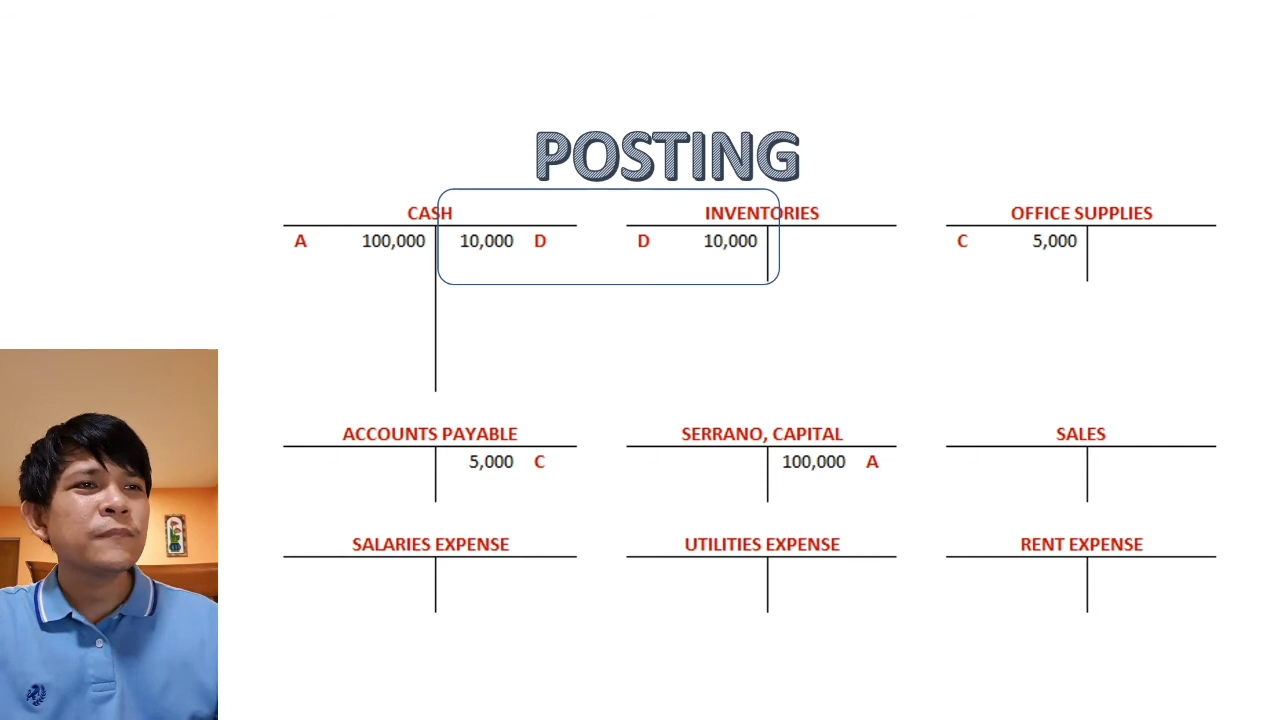 POSTING
CASH INVENTORIES OFFICE SUPPLIES
A 100,000 10,000 D D 10,000 C 5,000
ACCOUNTS PAYABLE SERRANO, CAPITAL SALES
5,000 C 100,000 A
SALARIES EXPENSE UTILITIES EXPENSE RENT EXPENSE